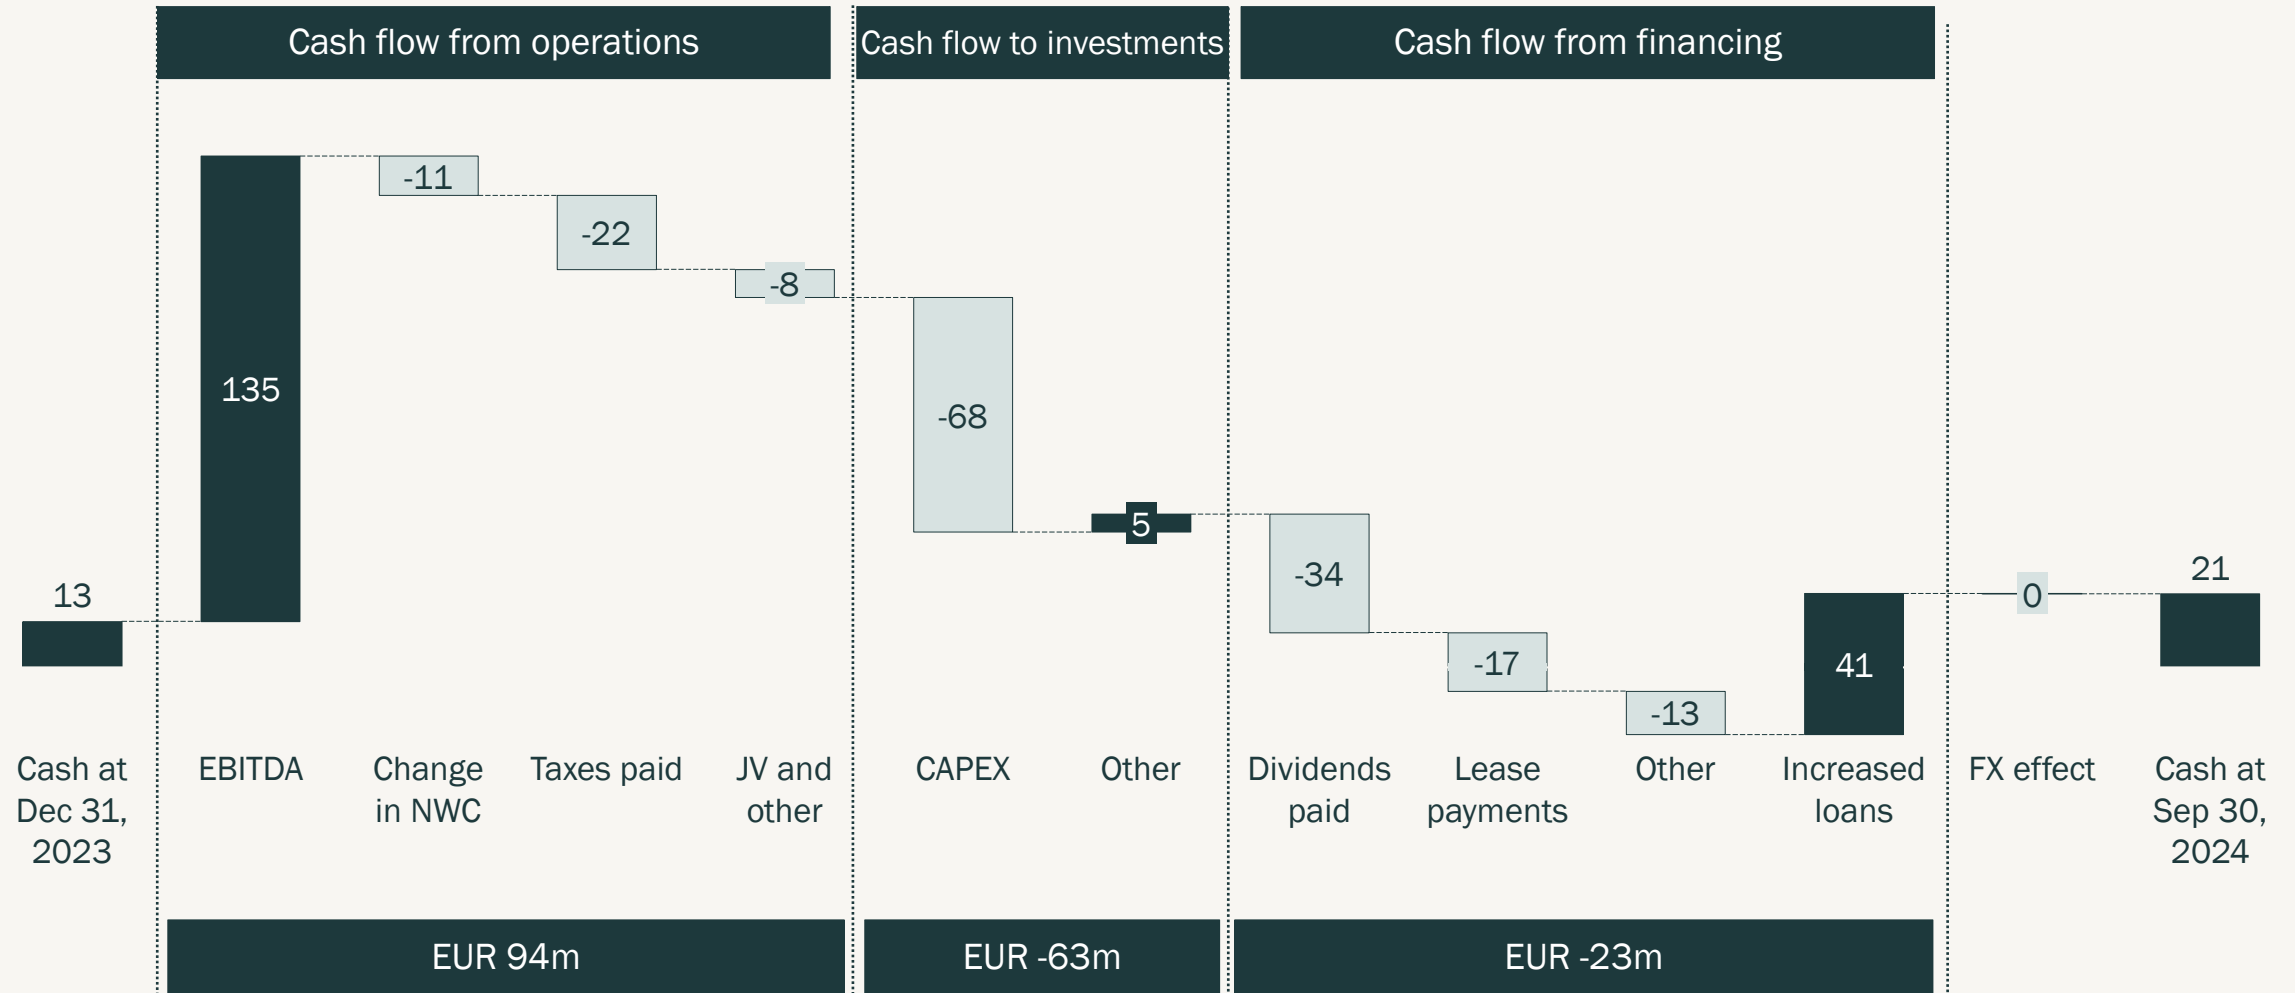 Cash flow from operations
Cash flow to investments
Cash flow from financing
13
135
-11
-22
-8
-68
5
-34
-17
-13
41
0
21
Cash at
Dec 31,
2023
EBITDA
Change
in NWC
Taxes paid
JV and
other
CAPEX
Other
Dividends
paid
Lease
payments
Other
Increased
loans
FX effect
Cash at
Sep 30,
2024
EUR 94m
EUR -63m
EUR -23m